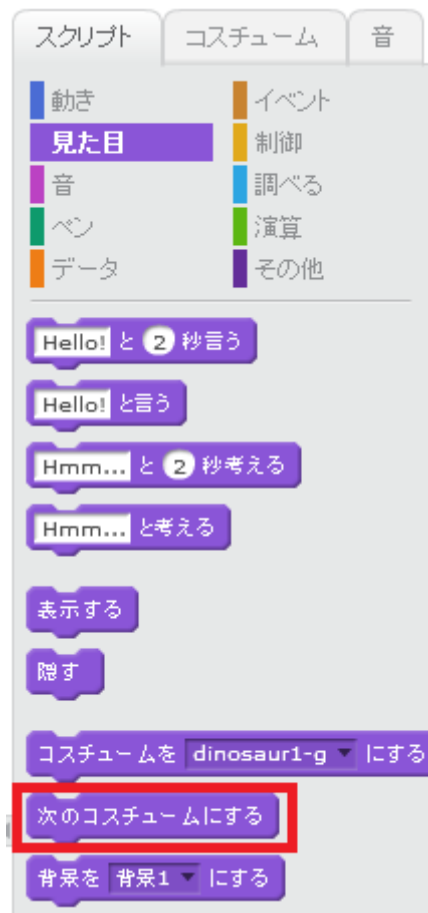 スクリプト コスチューム 音
動き イベント
見た目 制御
音 調べる
ペン 演算
データ その他
Hello! と 2 秒言う
Hello! と言う
Hmm... と 2 秒考える
Hmm... と考える
表示する
隠す
コスチュームを dinosaur1-g にする
次のコスチュームにする
背景を 背景1 にする